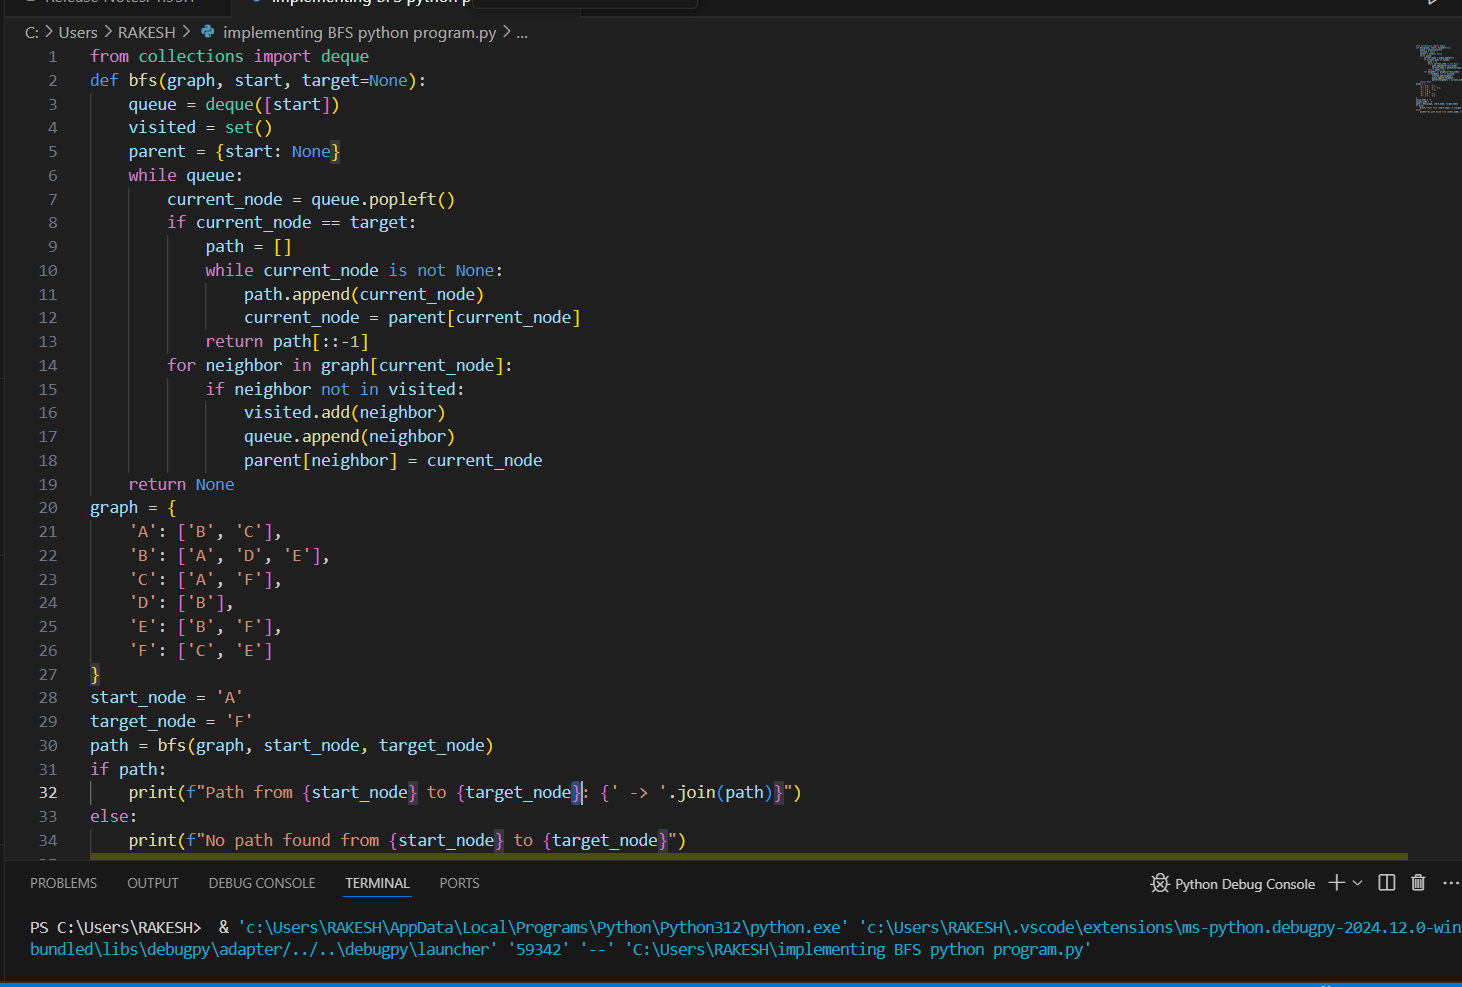 implementing BFS python p
C: > Users > RAKESH > implementing BFS python program.py > ...
1 from collections import deque
2 def bfs(graph, start, target=None):
3     queue = deque([start])
4     visited = set()
5     parent = {start: None}
6     while queue:
7         current_node = queue.popleft()
8         if current_node == target:
9             path = []
10             while current_node is not None:
11                 path.append(current_node)
12                 current_node = parent[current_node]
13             return path[::-1]
14         for neighbor in graph[current_node]:
15             if neighbor not in visited:
16                 visited.add(neighbor)
17                 queue.append(neighbor)
18                 parent[neighbor] = current_node
19     return None
20 graph = {
21     'A': ['B', 'C'],
22     'B': ['A', 'D', 'E'],
23     'C': ['A', 'F'],
24     'D': ['B'],
25     'E': ['B', 'F'],
26     'F': ['C', 'E']
27 }
28 start_node = 'A'
29 target_node = 'F'
30 path = bfs(graph, start_node, target_node)
31 if path:
32     print(f"Path from {start_node} to {target_node}: {' -> '.join(path)}")
33 else:
34     print(f"No path found from {start_node} to {target_node}")
PROBLEMS OUTPUT DEBUG CONSOLE TERMINAL PORTS Python Debug Console
PS C:\Users\RAKESH>  & 'c:\Users\RAKESH\AppData\Local\Programs\Python\Python312\python.exe' 'c:\Users\RAKESH\.vscode\extensions\ms-python.debugpy-2024.12.0-win
bundled\libs\debugpy\adapter/../..\debugpy\launcher' '59342' '--' 'C:\Users\RAKESH\implementing BFS python program.py'